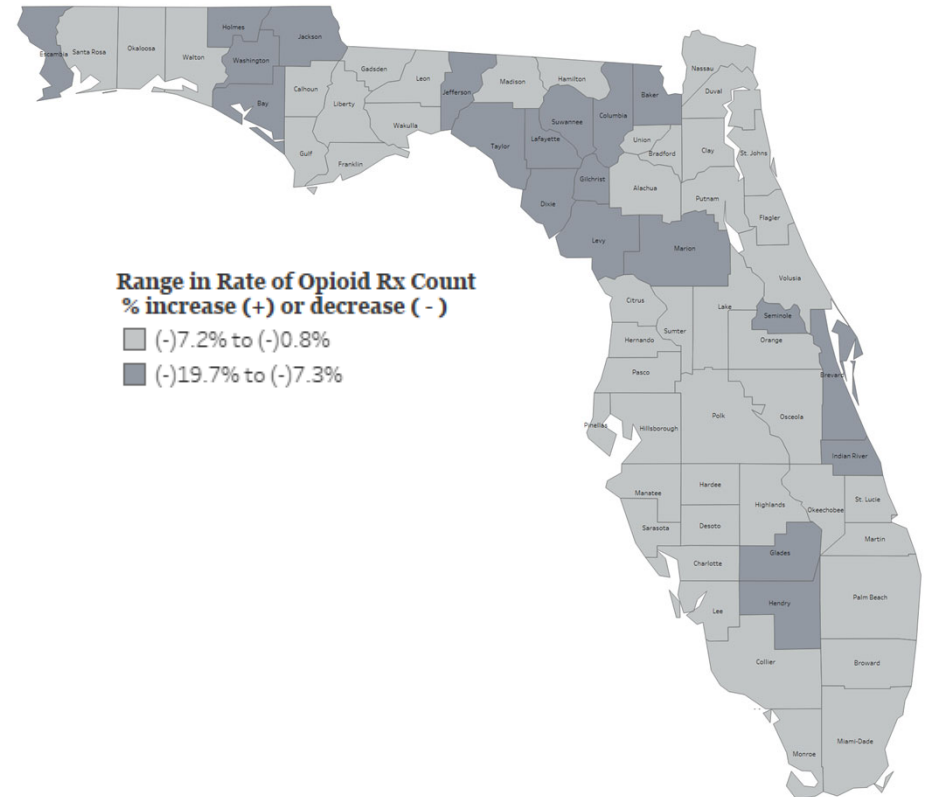 Holmes
Jackson
Escambia
Santa Rosa
Okaloosa
Walton
Washington
Bay
Calhoun
Gadsden
Liberty
Leon
Gulf
Franklin
Wakulla
Jefferson
Madison
Hamilton
Taylor
Lafayette
Suwannee
Columbia
Baker
Nassau
Duval
Union
Bradford
Clay
St. Johns
Gilchrist
Alachua
Putnam
Dixie
Flagler
Levy
Marion
Volusia
Range in Rate of Opioid Rx Count
% increase (+) or decrease ( - )
(-)7.2% to (-)0.8%
(-)19.7% to (-)7.3%
Citrus
Sumter
Lake
Seminole
Orange
Hernando
Pasco
Brevard
Pinellas
Hillsborough
Polk
Osceola
Indian River
Manatee
Hardee
Highlands
Okeechobee
St. Lucie
Sarasota
Desoto
Martin
Charlotte
Glades
Lee
Hendry
Palm Beach
Collier
Broward
Monroe
Miami-Dade